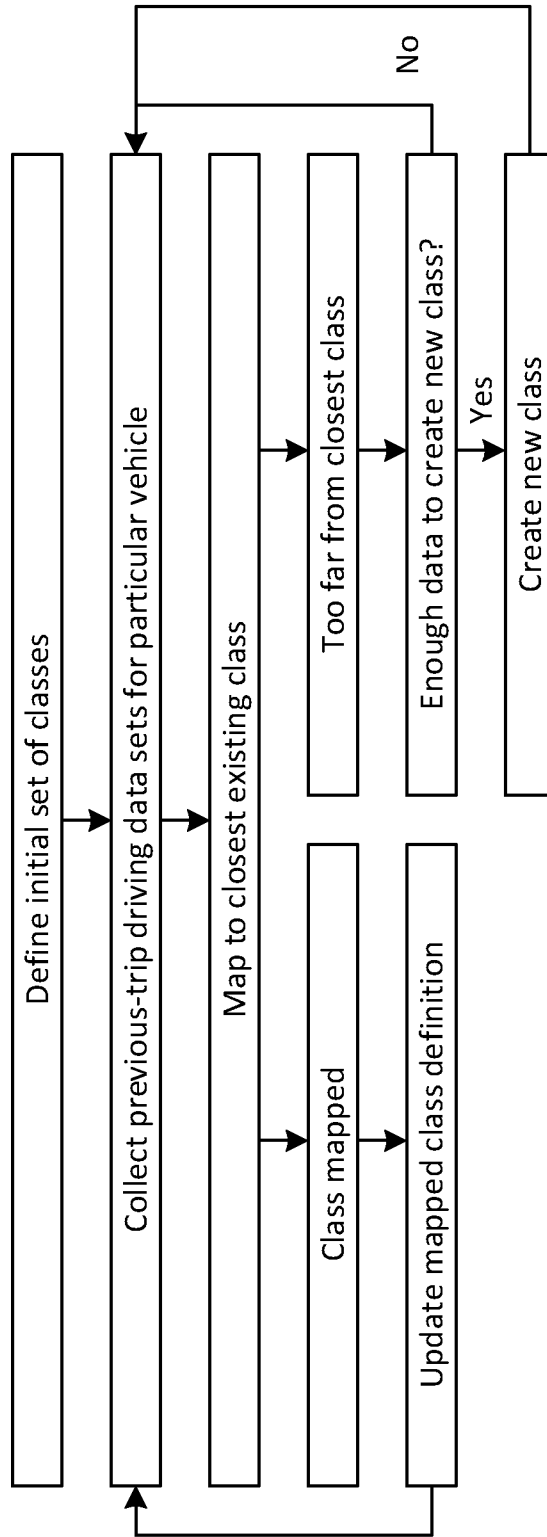 Define initial set of classes
Collect previous-trip driving data sets for particular vehicle
Map to closest existing class
Class mapped
Too far from closest class
Update mapped class definition
Enough data to create new class?
No
Yes
Create new class